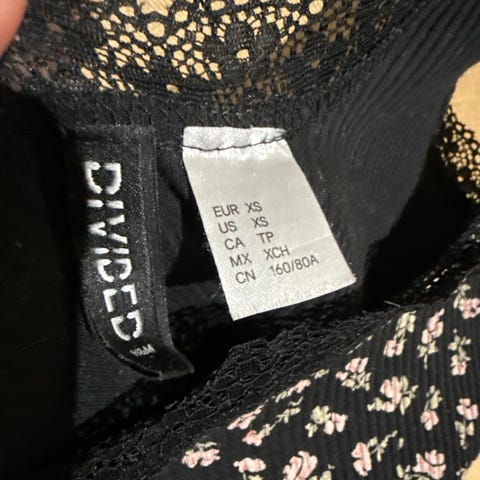 DIVIDED
H&M
EUR XS
US XS
CA TP
MX XCH
CN 160/80A